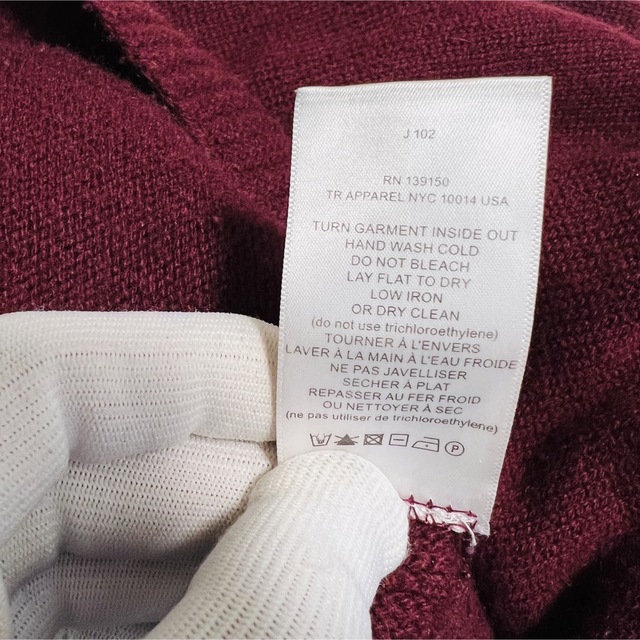 J 102
RN 139150
TR APPAREL NYC 10014 USA
TURN GARMENT INSIDE OUT
HAND WASH COLD
DO NOT BLEACH
LAY FLAT TO DRY
LOW IRON
OR DRY CLEAN
(do not use trichloroethylene)
TOURNER À L'ENVERS
LAVER À LA MAIN À L'EAU FROIDE
NE PAS JAVELLISER
SECHER À PLAT
REPASSER AU FER FROID
OU NETTOYER À SEC
(ne pas utiliser de trichloroethylene)
P